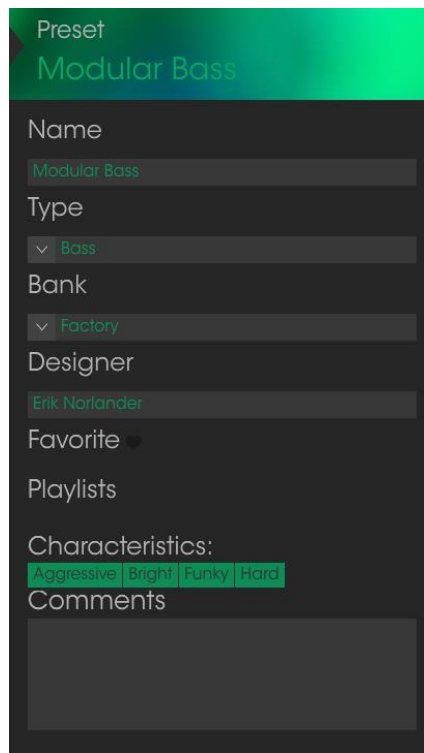 Preset
Modular Bass
Name
Modular Bass
Type
Bass
Bank
Factory
Designer
Erik Norlander
Favorite
Playlists
Characteristics:
Aggressive Bright Funky Hard
Comments